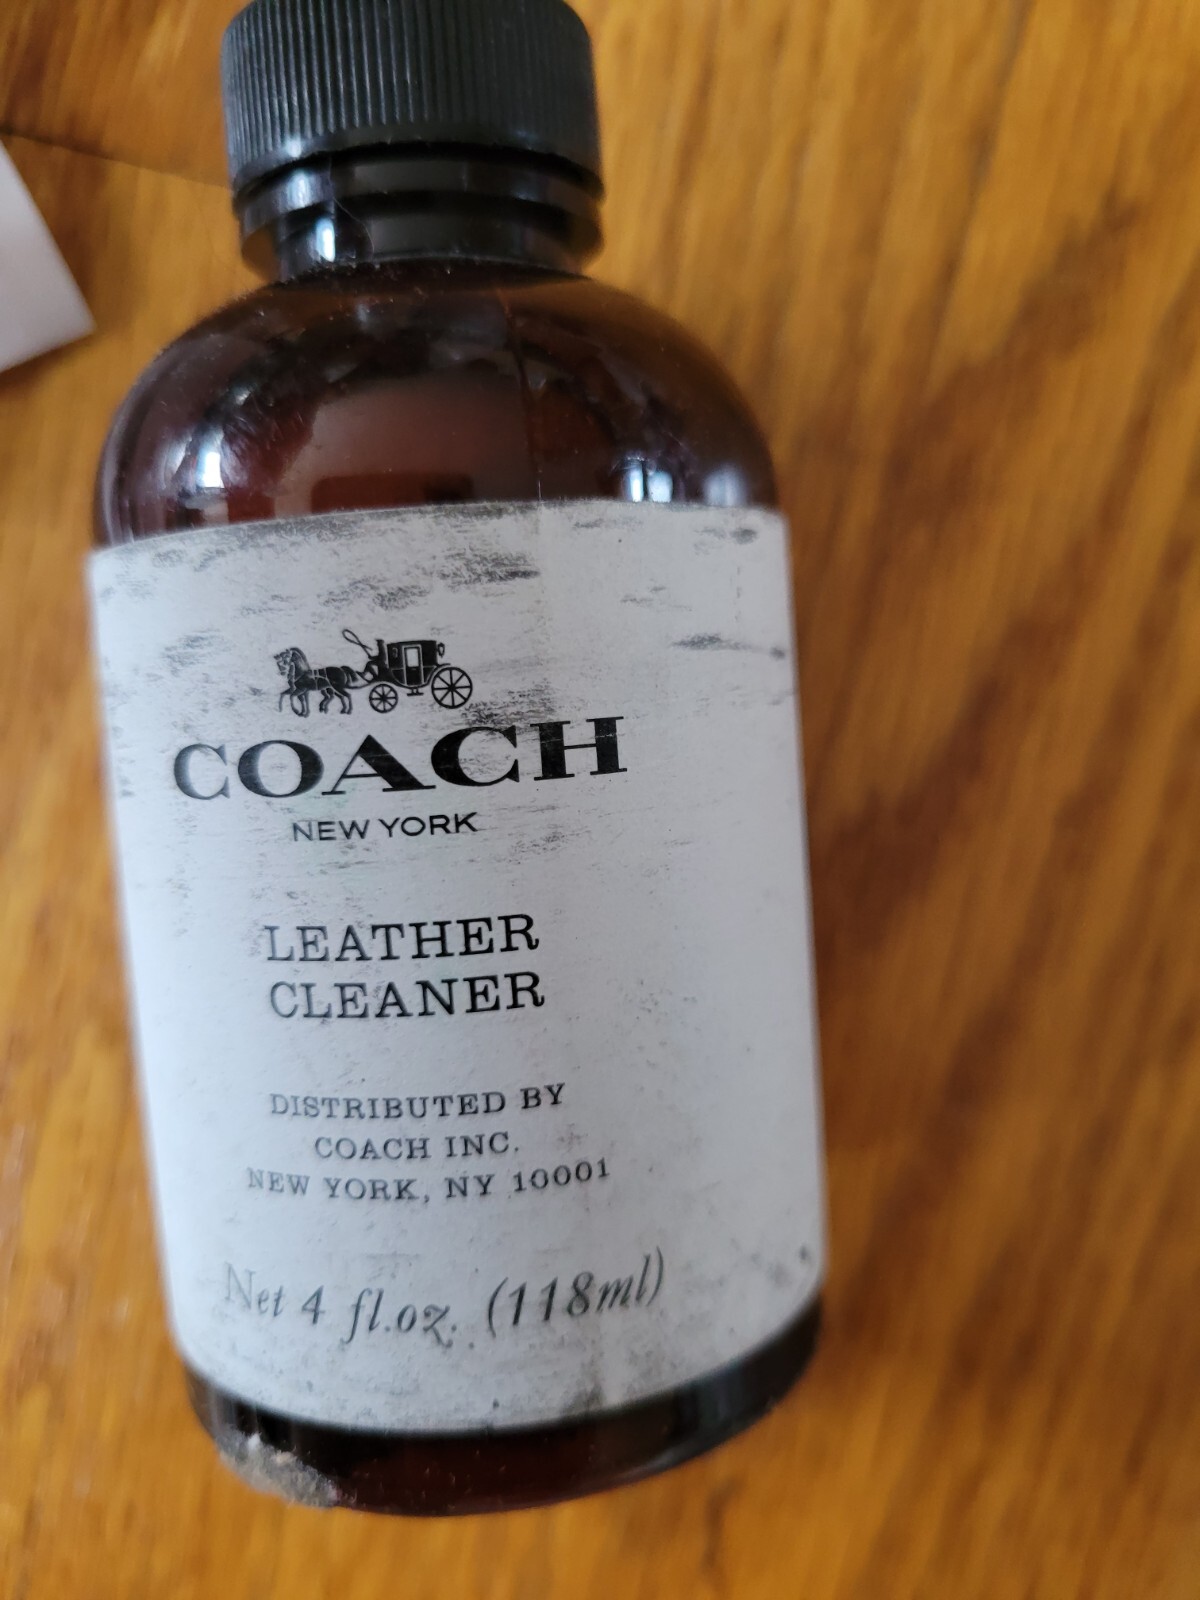 COACH
NEW YORK
LEATHER
CLEANER
DISTRIBUTED BY
COACH INC.
NEW YORK, NY 10001
Net 4 fl.oz. (118ml)